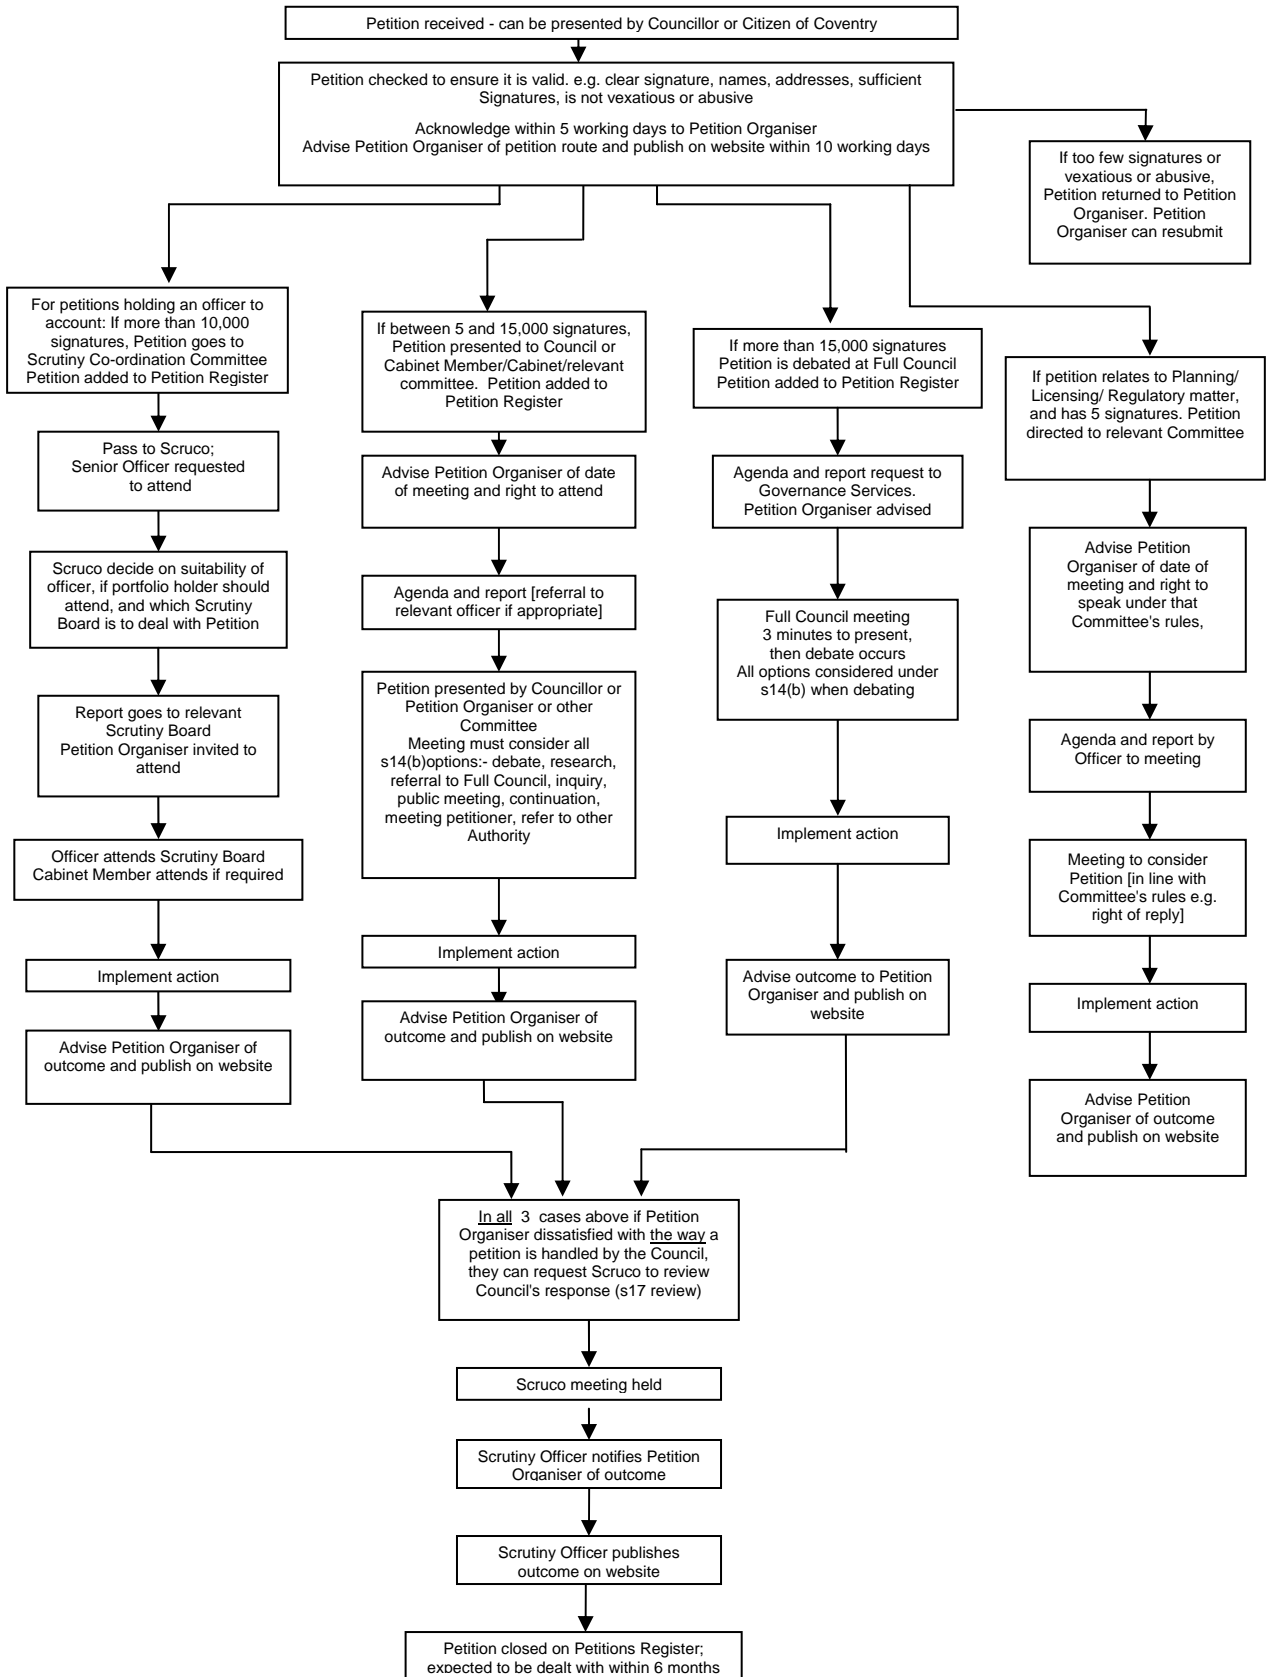 Petition received - can be presented by Councillor or Citizen of Coventry
Petition checked to ensure it is valid. e.g. clear signature, names, addresses, sufficient
Signatures, is not vexatious or abusive
Acknowledge within 5 working days to Petition Organiser
Advise Petition Organiser of petition route and publish on website within 10 working days
If too few signatures or
vexatious or abusive,
Petition returned to Petition
Organiser. Petition
Organiser can resubmit
For petitions holding an officer to
account: If more than 10,000
signatures, Petition goes to
Scrutiny Co-ordination Committee
Petition added to Petition Register
Pass to Scruco;
Senior Officer requested
to attend
Scruco decide on suitability of
officer, if portfolio holder should
attend, and which Scrutiny
Board is to deal with Petition
Report goes to relevant
Scrutiny Board
Petition Organiser invited to
attend
Officer attends Scrutiny Board
Cabinet Member attends if required
Implement action
Advise Petition Organiser of
outcome and publish on website
If between 5 and 15,000 signatures,
Petition presented to Council or
Cabinet Member/Cabinet/relevant
committee.  Petition added to
Petition Register
Advise Petition Organiser of date
of meeting and right to attend
Agenda and report [referral to
relevant officer if appropriate]
Petition presented by Councillor or
Petition Organiser or other
Committee
Meeting must consider all
s14(b)options:- debate, research,
referral to Full Council, inquiry,
public meeting, continuation,
meeting petitioner, refer to other
Authority
Implement action
Advise Petition Organiser of
outcome and publish on website
If more than 15,000 signatures
Petition is debated at Full Council
Petition added to Petition Register
Agenda and report request to
Governance Services.
Petition Organiser advised
Full Council meeting
3 minutes to present,
then debate occurs
All options considered under
s14(b) when debating
Implement action
Advise outcome to Petition
Organiser and publish on
website
If petition relates to Planning/
Licensing/ Regulatory matter,
and has 5 signatures. Petition
directed to relevant Committee
Advise Petition
Organiser of date of
meeting and right to
speak under that
Committee's rules,
Agenda and report by
Officer to meeting
Meeting to consider
Petition [in line with
Committee's rules e.g.
right of reply]
Implement action
Advise Petition
Organiser of outcome
and publish on website
In all  3  cases above if Petition
Organiser dissatisfied with the way a
petition is handled by the Council,
they can request Scruco to review
Council's response (s17 review)
Scruco meeting held
Scrutiny Officer notifies Petition
Organiser of outcome
Scrutiny Officer publishes
outcome on website
Petition closed on Petitions Register;
expected to be dealt with within 6 months